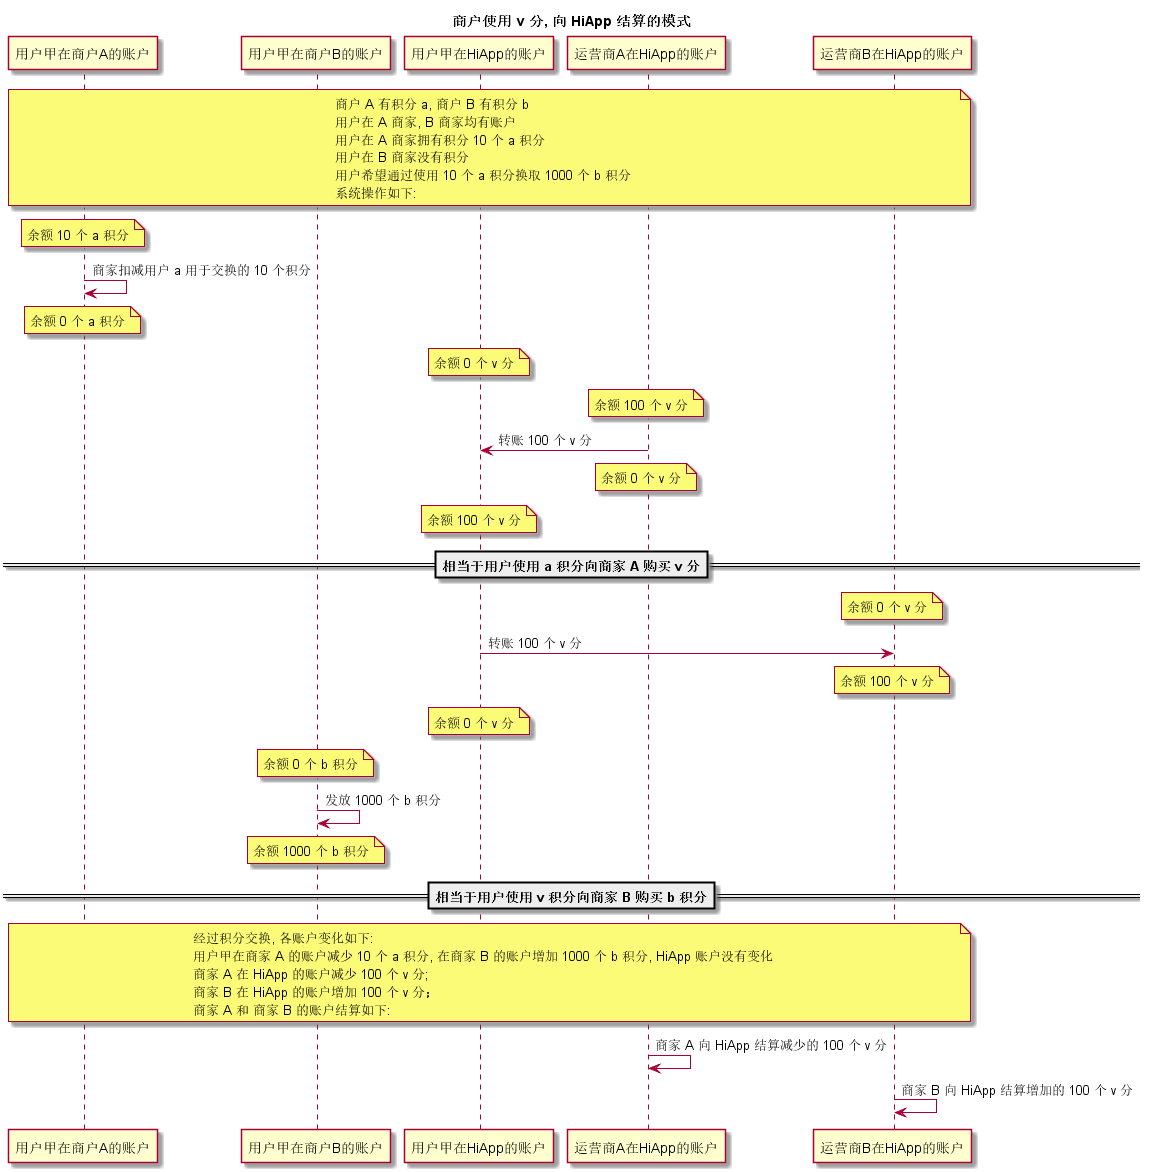 商户使用 v 分, 向 HiApp 结算的模式
用户甲在商户A的账户
用户甲在商户B的账户
用户甲在HiApp的账户
运营商A在HiApp的账户
运营商B在HiApp的账户
商户 A 有积分 a, 商户 B 有积分 b
用户在 A 商家, B 商家均有账户
用户在 A 商家拥有积分 10 个 a 积分
用户在 B 商家没有积分
用户希望通过使用 10 个 a 积分换取 1000 个 b 积分
系统操作如下:
余额 10 个 a 积分
商家扣减用户 a 用于交换的 10 个积分
余额 0 个 a 积分
余额 0 个 v 分
余额 100 个 v 分
转账 100 个 v 分
余额 0 个 v 分
余额 100 个 v 分
相当于用户使用 a 积分向商家 A 购买 v 分
余额 0 个 v 分
转账 100 个 v 分
余额 100 个 v 分
余额 0 个 v 分
余额 0 个 b 积分
发放 1000 个 b 积分
余额 1000 个 b 积分
相当于用户使用 v 积分向商家 B 购买 b 积分
经过积分交换, 各账户变化如下:
用户甲在商家 A 的账户减少 10 个 a 积分, 在商家 B 的账户增加 1000 个 b 积分, HiApp 账户没有变化
商家 A 在 HiApp 的账户减少 100 个 v 分;
商家 B 在 HiApp 的账户增加 100 个 v 分；
商家 A 和 商家 B 的账户结算如下:
商家 A 向 HiApp 结算减少的 100 个 v 分
商家 B 向 HiApp 结算增加的 100 个 v 分
用户甲在商户A的账户
用户甲在商户B的账户
用户甲在HiApp的账户
运营商A在HiApp的账户
运营商B在HiApp的账户